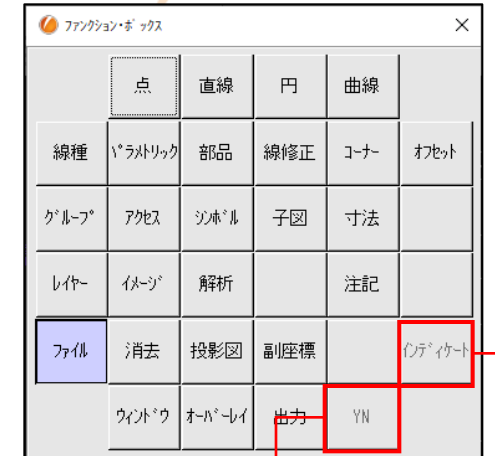 ﾌｧﾝｸｼｮﾝ･ﾎﾞｯｸｽ
点 直線 円 曲線
線種 ﾊﾟﾗﾒﾄﾘｯｸ 部品 線修正 ｺｰﾅｰ ｵﾌｾｯﾄ
ｸﾞﾙｰﾌﾟ ｱｸｾｽ ｼﾝﾎﾞﾙ 子図 寸法
ﾚｲﾔｰ ｲﾒｰｼﾞ 解析 注記
ﾌｧｲﾙ 消去 投影図 副座標 ｲﾝﾃﾞｨｹｰﾄ
ｳｨﾝﾄﾞｳ ｵｰﾊﾞｰﾚｲ 出力 YN